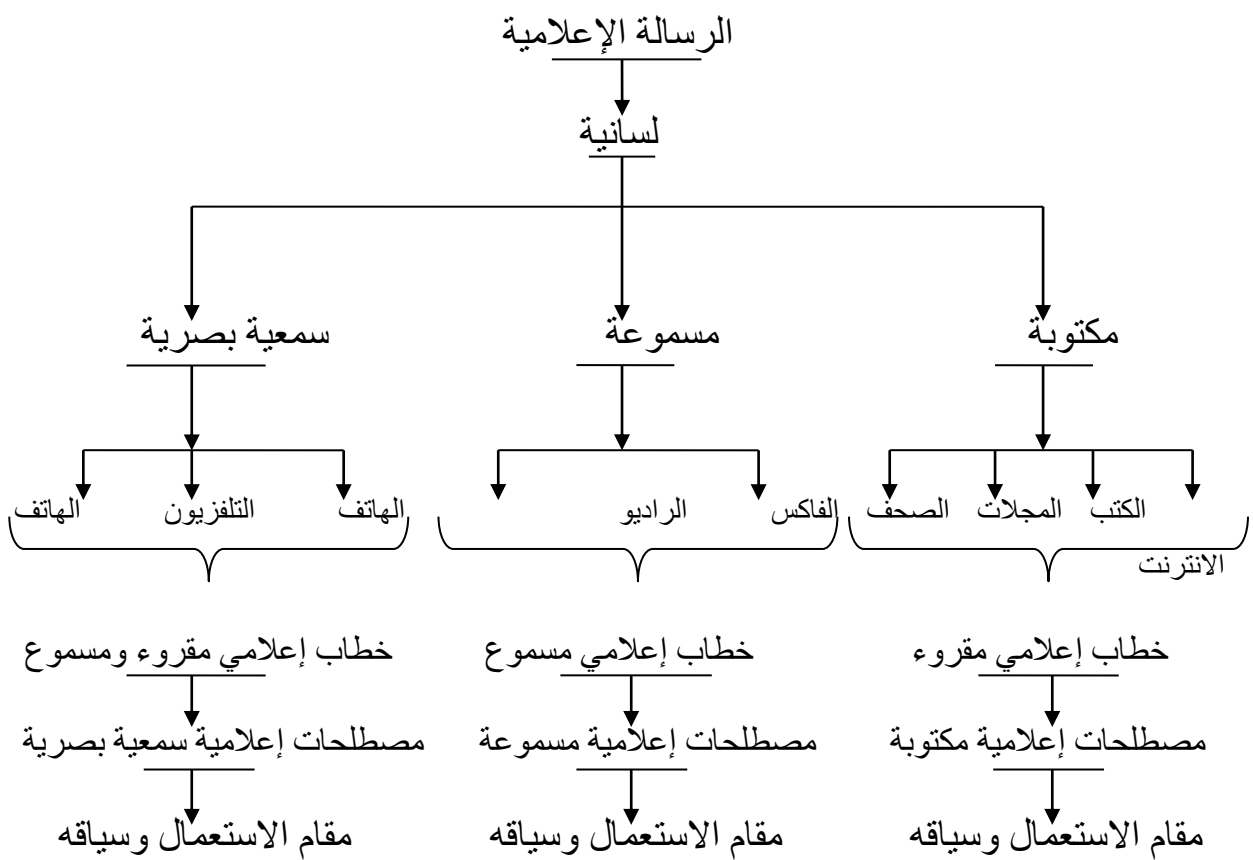 الرسالة الإعلامية
لسانية
مكتوبة مسموعة سمعية بصرية
الكتب المجلات الصحف الفاكس الراديو الهاتف التلفزيون الهاتف
الانترنت
خطاب إعلامي مقروء خطاب إعلامي مسموع خطاب إعلامي مقروء ومسموع
مصطلحات إعلامية مكتوبة مصطلحات إعلامية مسموعة مصطلحات إعلامية سمعية بصرية
مقام الاستعمال وسياقه مقام الاستعمال وسياقه مقام الاستعمال وسياقه